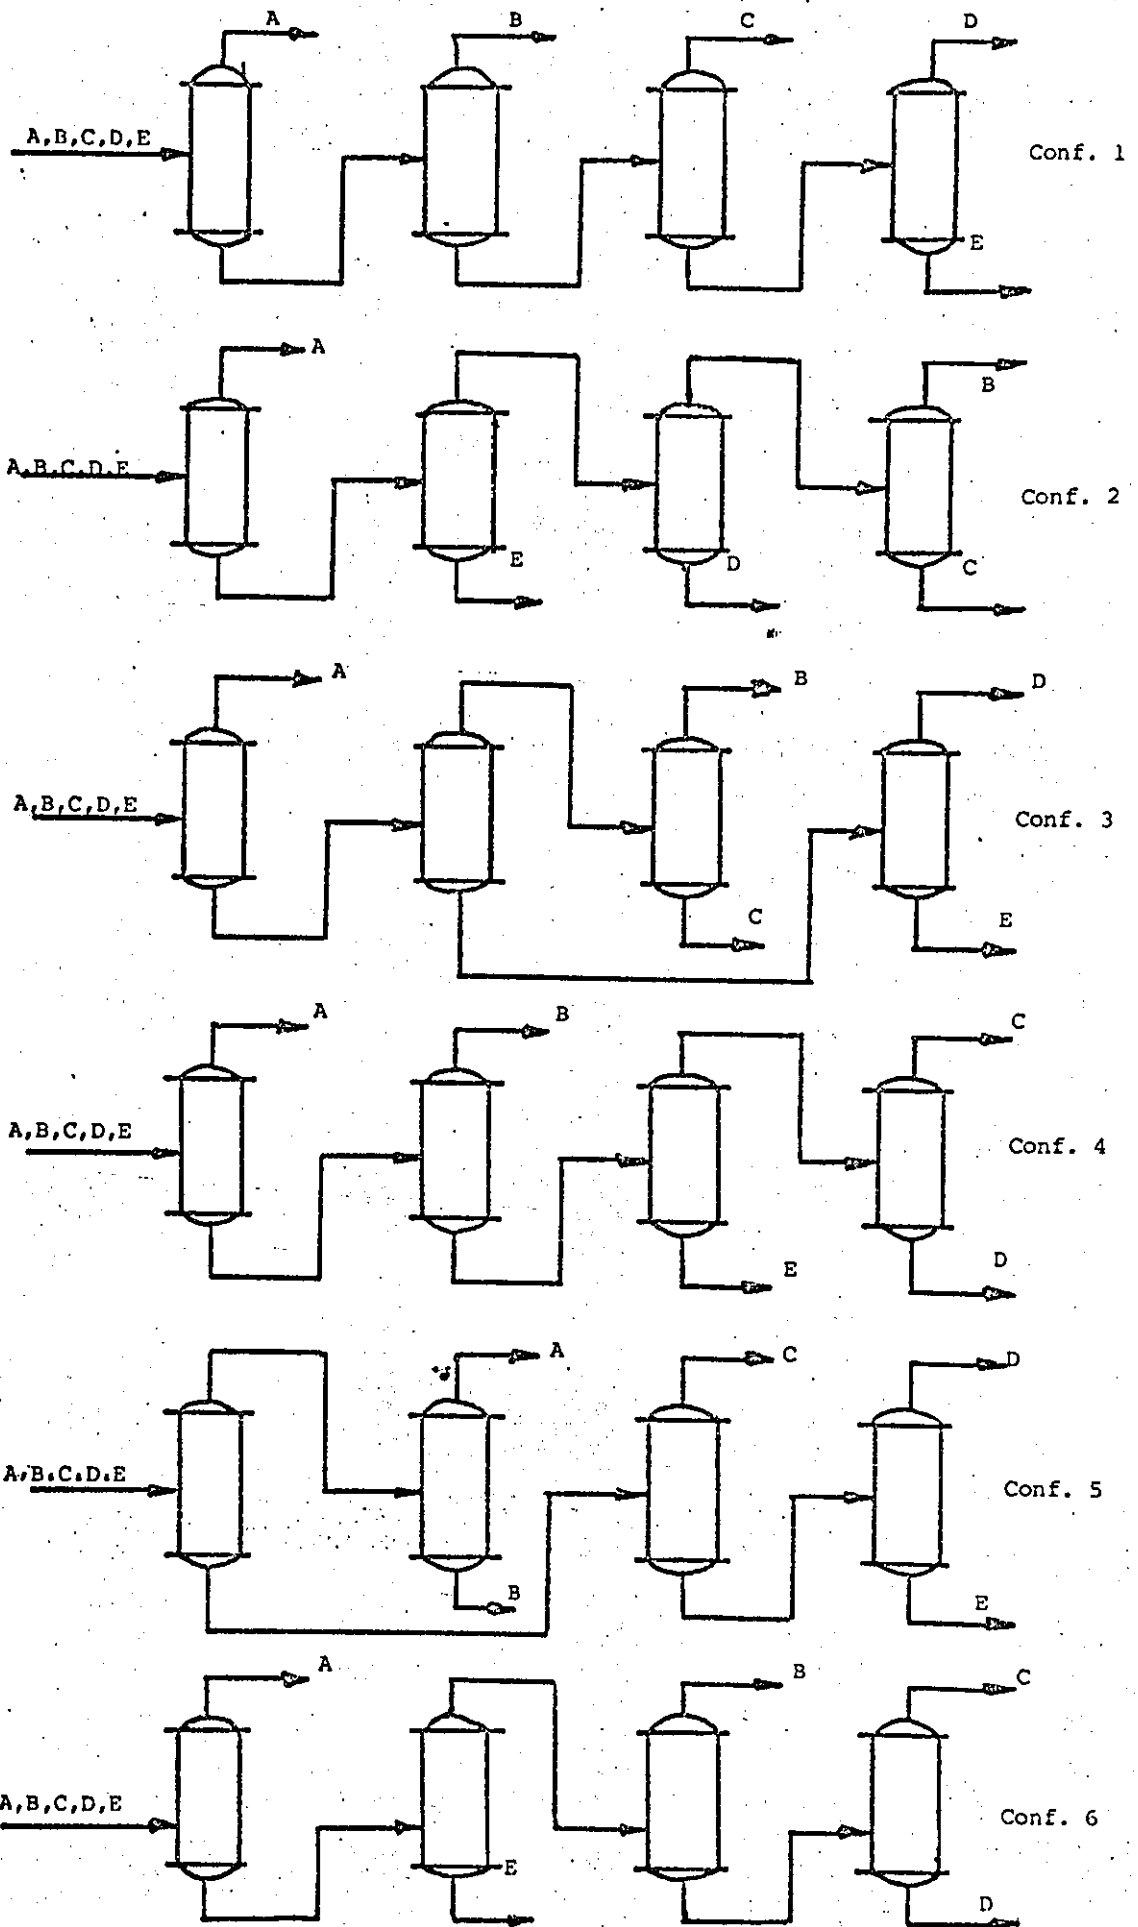 A B C D
A,B,C,D,E
Conf. 1
E
A
B
A,B,C,D,E
Conf. 2
E D C
A B D
A,B,C,D,E
Conf. 3
C E
A B C
A,B,C,D,E
Conf. 4
E D
A C D
A.B.C.D.E
Conf. 5
B E
A B C
A,B,C,D,E
Conf. 6
E
D